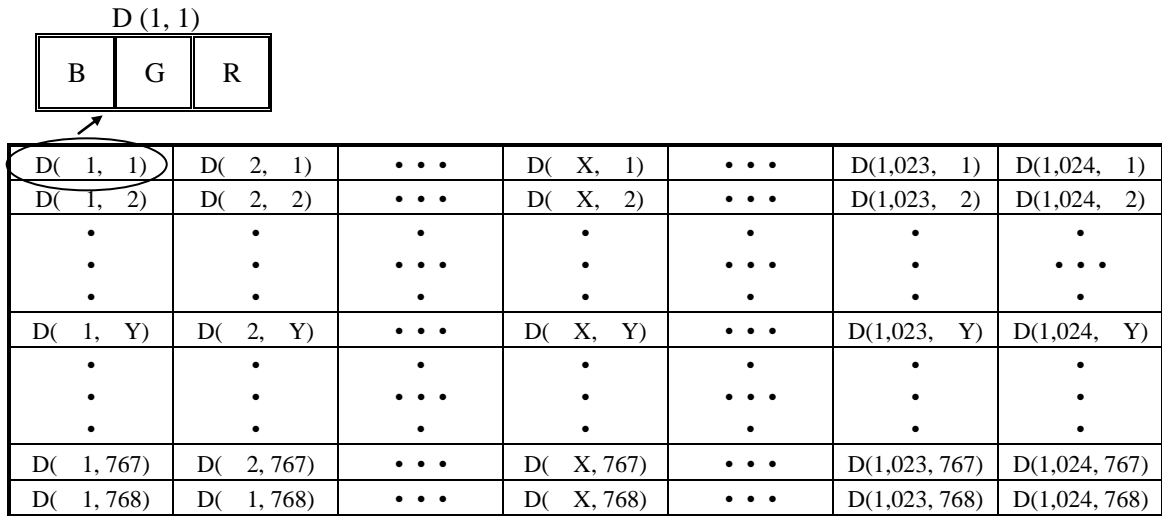 D (1, 1)
B G R
D( 1, 1) D( 2, 1) • • • D( X, 1) • • • D(1,023, 1) D(1,024, 1)
D( 1, 2) D( 2, 2) • • • D( X, 2) • • • D(1,023, 2) D(1,024, 2)
• • • • • • •
• • • • • • • • • • • • •
• • • • • • •
D( 1, Y) D( 2, Y) • • • D( X, Y) • • • D(1,023, Y) D(1,024, Y)
• • • • • • •
• • • • • • • • • • •
• • • • • • •
D( 1, 767) D( 2, 767) • • • D( X, 767) • • • D(1,023, 767) D(1,024, 767)
D( 1, 768) D( 1, 768) • • • D( X, 768) • • • D(1,023, 768) D(1,024, 768)